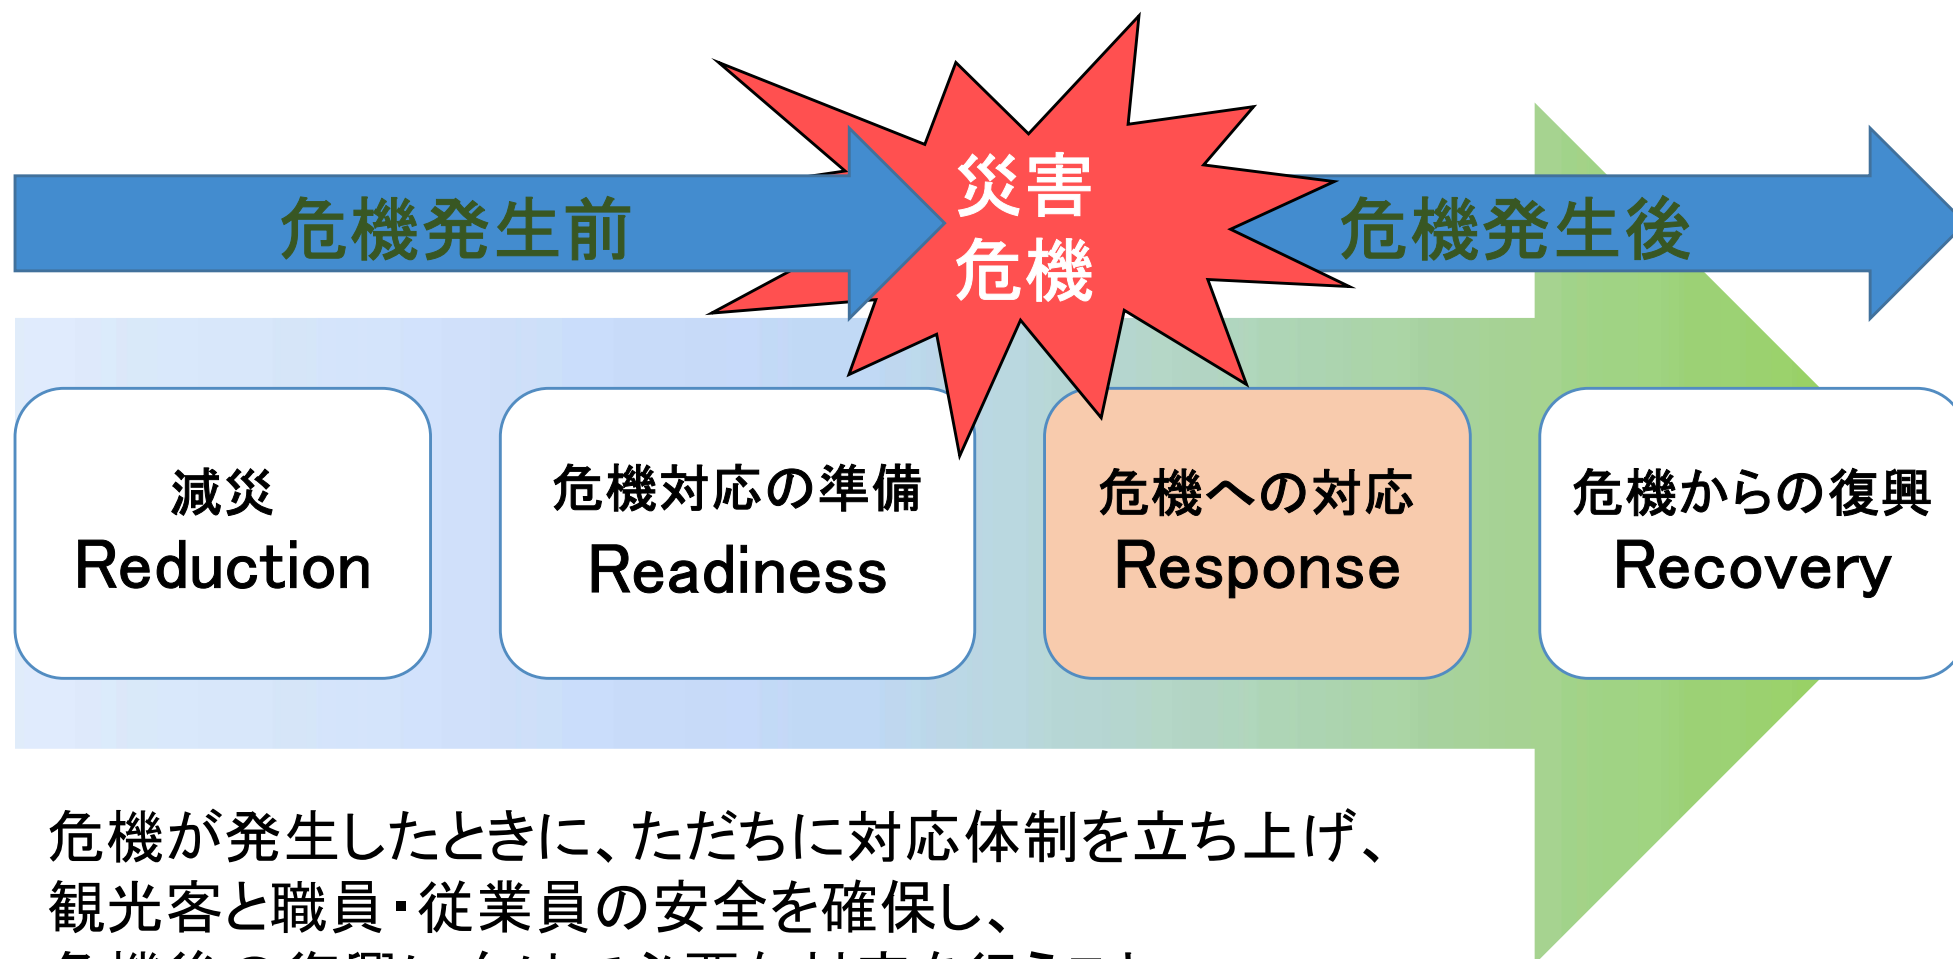 危機発生前
災害
危機
危機発生後
減災
Reduction
危機対応の準備
Readiness
危機への対応
Response
危機からの復興
Recovery
危機が発生したときに、ただちに対応体制を立ち上げ、
観光客と職員・従業員の安全を確保し、